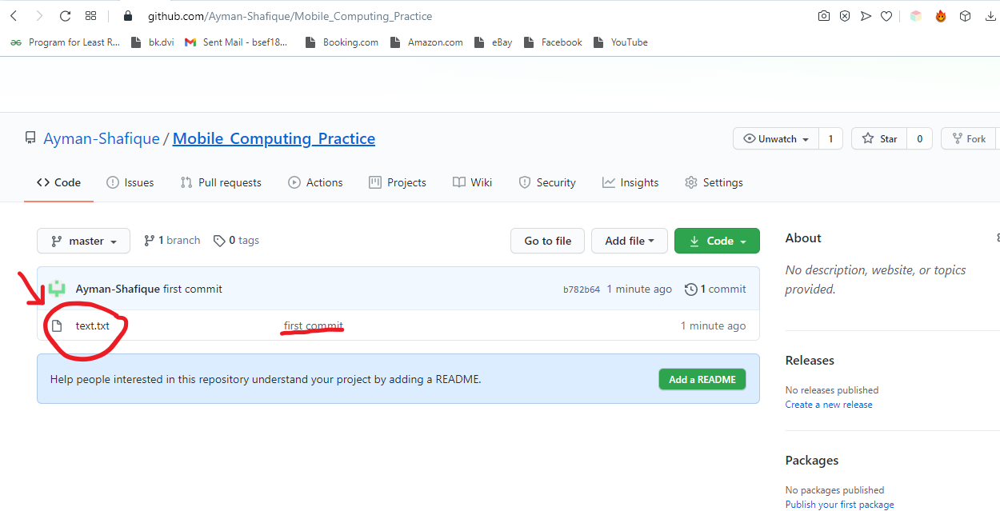 github.com/Ayman-Shafique/Mobile_Computing_Practice
Program for Least R... bk.dvi Sent Mail - bsef18... Booking.com Amazon.com eBay Facebook YouTube
Ayman-Shafique / Mobile_Computing_Practice Unwatch 1 Star 0 Fork
Code Issues Pull requests Actions Projects Wiki Security Insights Settings
master 1 branch 0 tags Go to file Add file Code
About
No description, website, or topics
provided.
Ayman-Shafique first commit b782b64 1 minute ago 1 commit
text.txt first commit 1 minute ago
Help people interested in this repository understand your project by adding a README. Add a README
Releases
No releases published
Create a new release
Packages
No packages published
Publish your first package